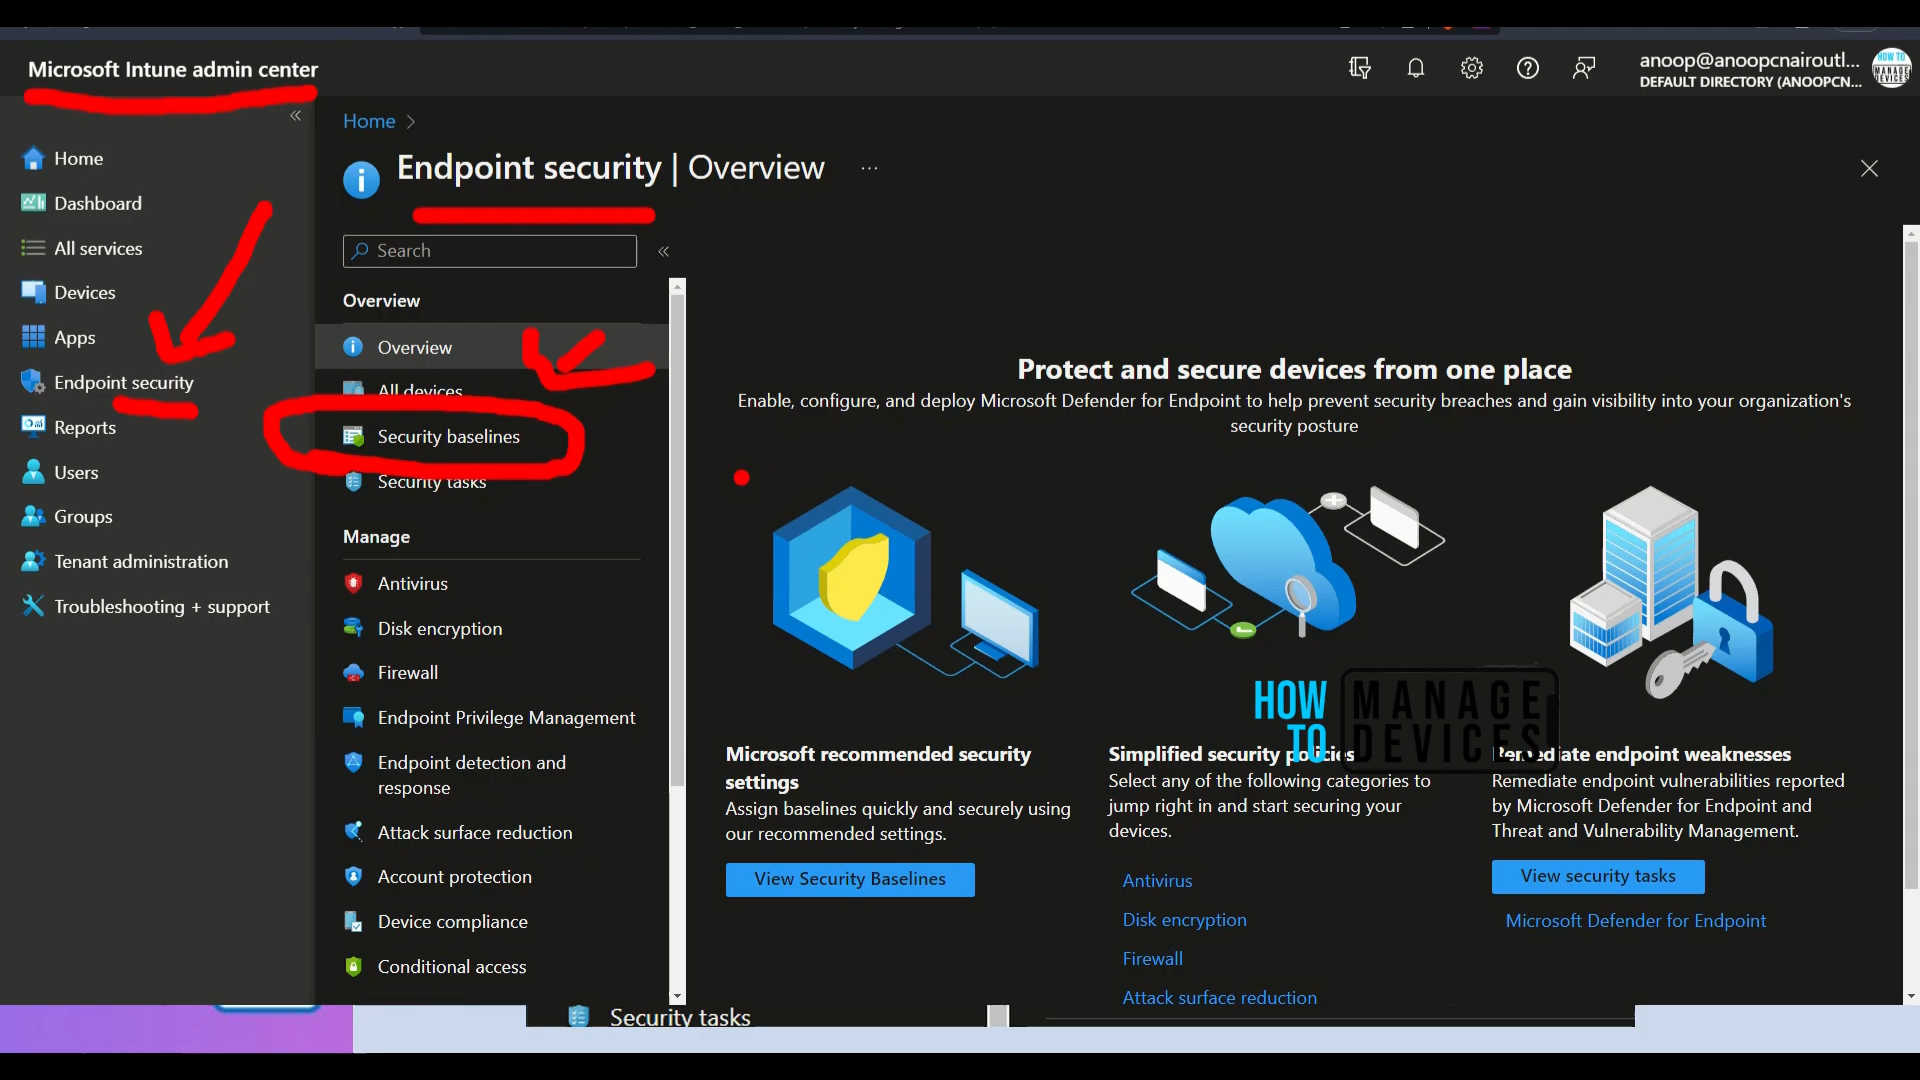 Microsoft Intune admin center
anoop@anoopcnairoutl...
DEFAULT DIRECTORY (ANOOPCN...
HOW TO
MANAGE
DEVICES
Home
Dashboard
All services
Devices
Apps
Endpoint security
Reports
Users
Groups
Tenant administration
Troubleshooting + support
Home
Endpoint security | Overview
...
Search
Overview
Overview
All devices
Security baselines
Security tasks
Manage
Antivirus
Disk encryption
Firewall
Endpoint Privilege Management
Endpoint detection and
response
Attack surface reduction
Account protection
Device compliance
Conditional access
Protect and secure devices from one place
Enable, configure, and deploy Microsoft Defender for Endpoint to help prevent security breaches and gain visibility into your organization's
security posture
HOW
TO
MANAGE
DEVICES
Microsoft recommended security
settings
Assign baselines quickly and securely using
our recommended settings.
View Security Baselines
Simplified security policies
Select any of the following categories to
jump right in and start securing your
devices.
Antivirus
Disk encryption
Firewall
Attack surface reduction
Remediate endpoint weaknesses
Remediate endpoint vulnerabilities reported
by Microsoft Defender for Endpoint and
Threat and Vulnerability Management.
View security tasks
Microsoft Defender for Endpoint
Security tasks